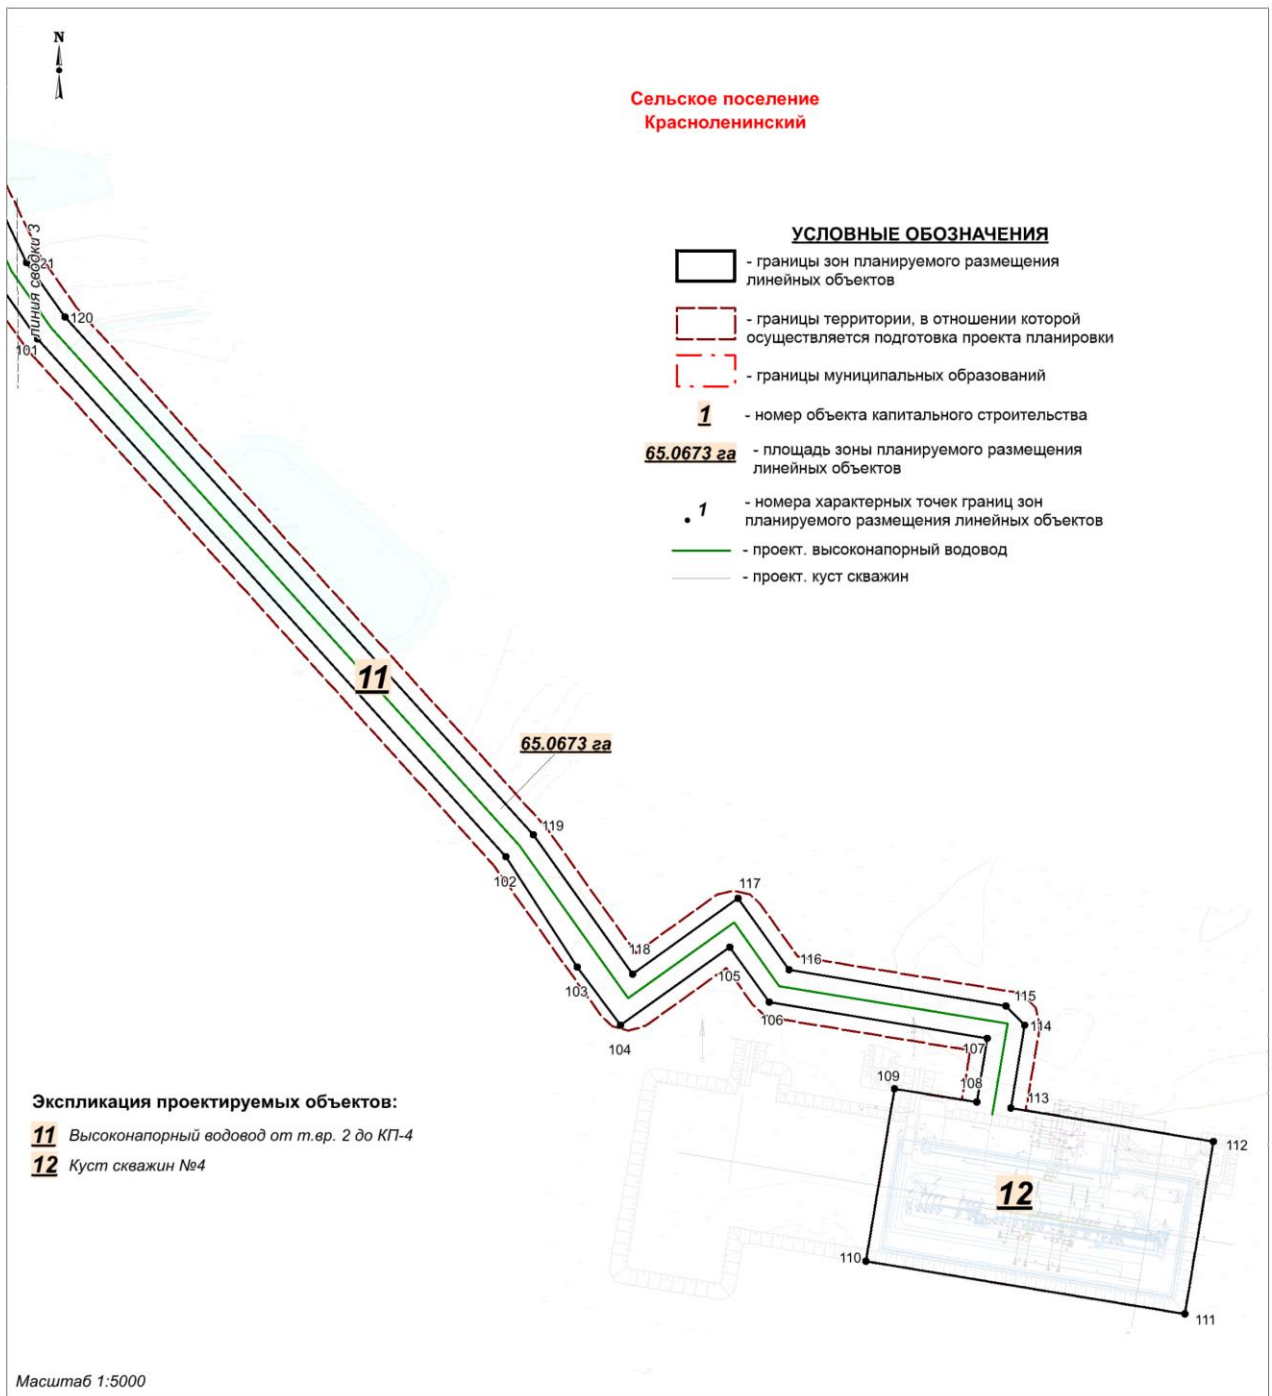 N
Сельское поселение
Красноленинский
УСЛОВНЫЕ ОБОЗНАЧЕНИЯ
- границы зон планируемого размещения
линейных объектов
- границы территории, в отношении которой
осуществляется подготовка проекта планировки
- границы муниципальных образований
1 - номер объекта капитального строительства
65.0673 га - площадь зоны планируемого размещения
линейных объектов
1 - номера характерных точек границ зон
планируемого размещения линейных объектов
- проект. высоконапорный водовод
- проект. куст скважин
линия сводки 3
121
120
101
11
65.0673 га
119
102
117
118
116
105
103
115
106
114
104
107
109
108
113
112
12
110
111
Экспликация проектируемых объектов:
11 Высоконапорный водовод от т.вр. 2 до КП-4
12 Куст скважин №4
Масштаб 1:5000